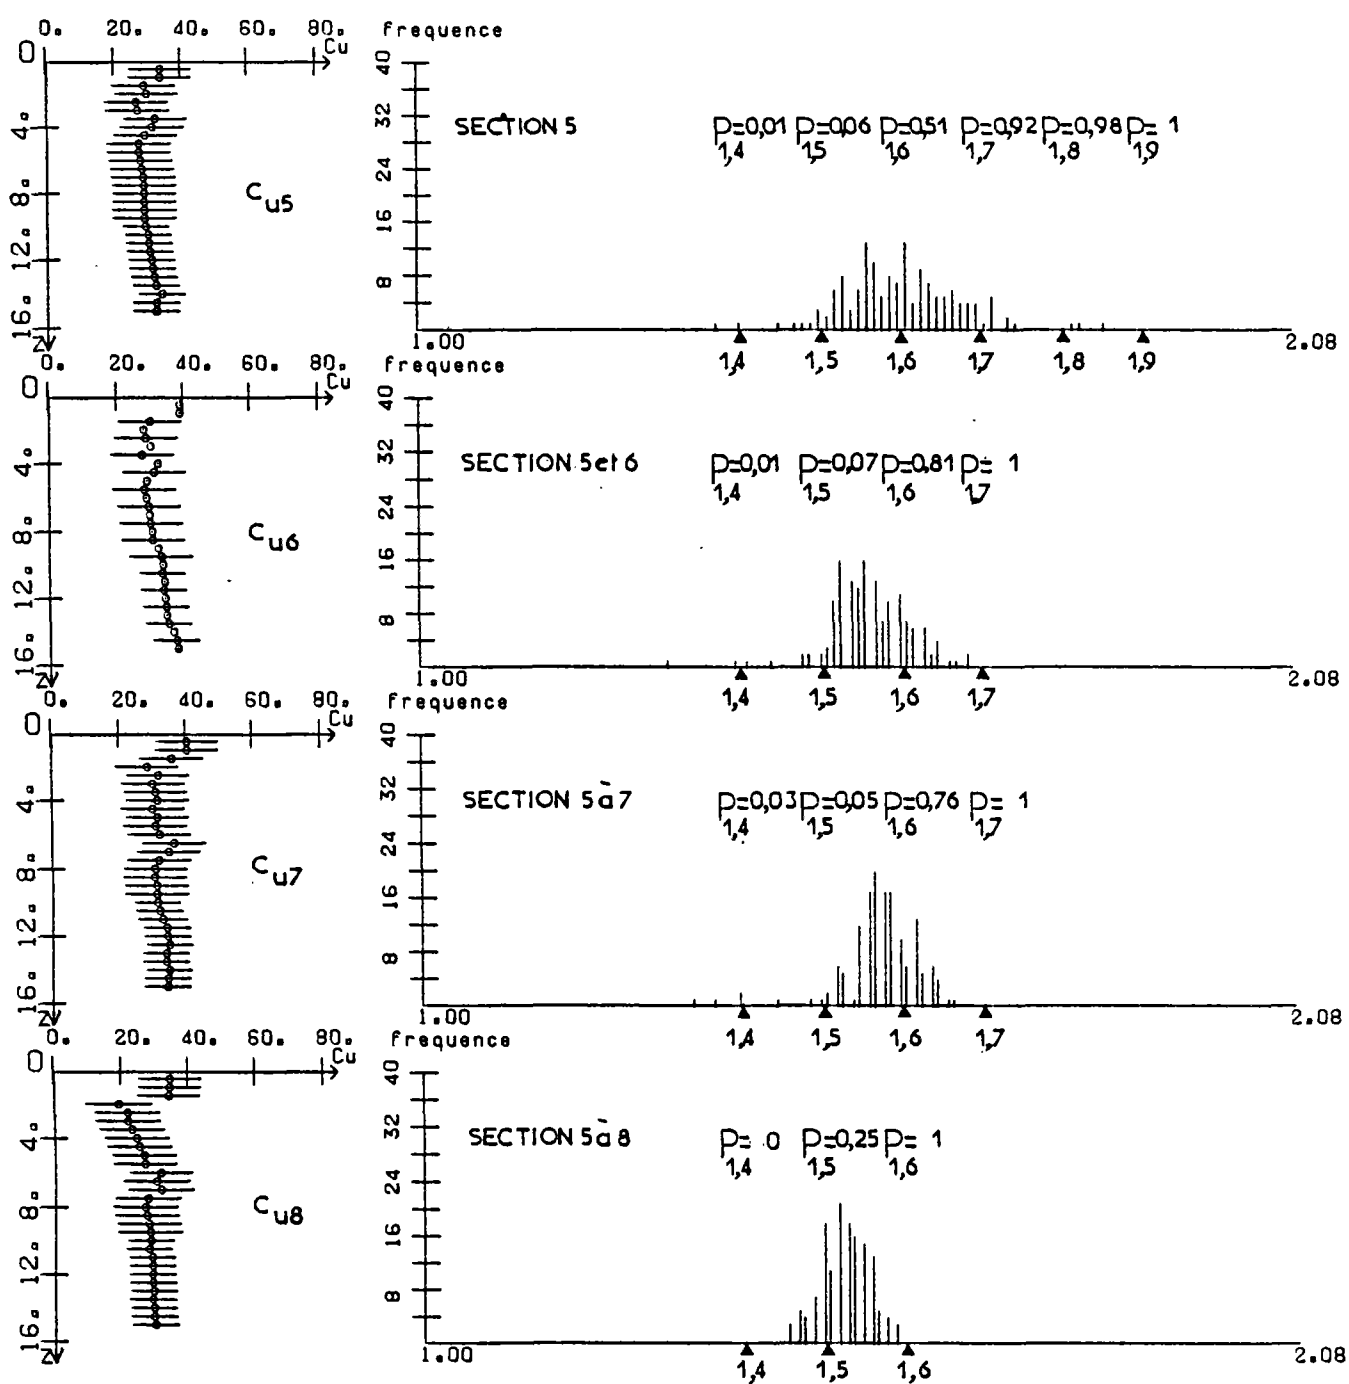 0. 20. 40. 60. 80. frequence
0 Cu 40
4. 32 SECTION 5 p=0,01 p=0,06 p=0,51 p=0,92 p=0,98 p= 1
1,4 1,5 1,6 1,7 1,8 1,9
24
8. Cu5
16
12.
8
16. 1.00 2.08
Z 1,4 1,5 1,6 1,7 1,8 1,9
0. 20. 40. 60. 80. frequence
0 Cu 40
4. 32 SECTION 5 et 6 p=0,01 p=0,07 p=0,81 p= 1
1,4 1,5 1,6 1,7
24
8. Cu6
16
12.
8
16. 1.00 2.08
Z 1,4 1,5 1,6 1,7
0. 20. 40. 60. 80. frequence
0 Cu 40
4. 32 SECTION 5 à 7 p=0,03 p=0,05 p=0,76 p= 1
1,4 1,5 1,6 1,7
24
8. Cu7
16
12.
8
16. 1.00 2.08
Z 1,4 1,5 1,6 1,7
0. 20. 40. 60. 80. frequence
0 Cu 40
4. 32 SECTION 5 à 8 p= 0 p=0,25 p= 1
1,4 1,5 1,6
24
8. Cu8
16
12.
8
16. 1.00 2.08
Z 1,4 1,5 1,6